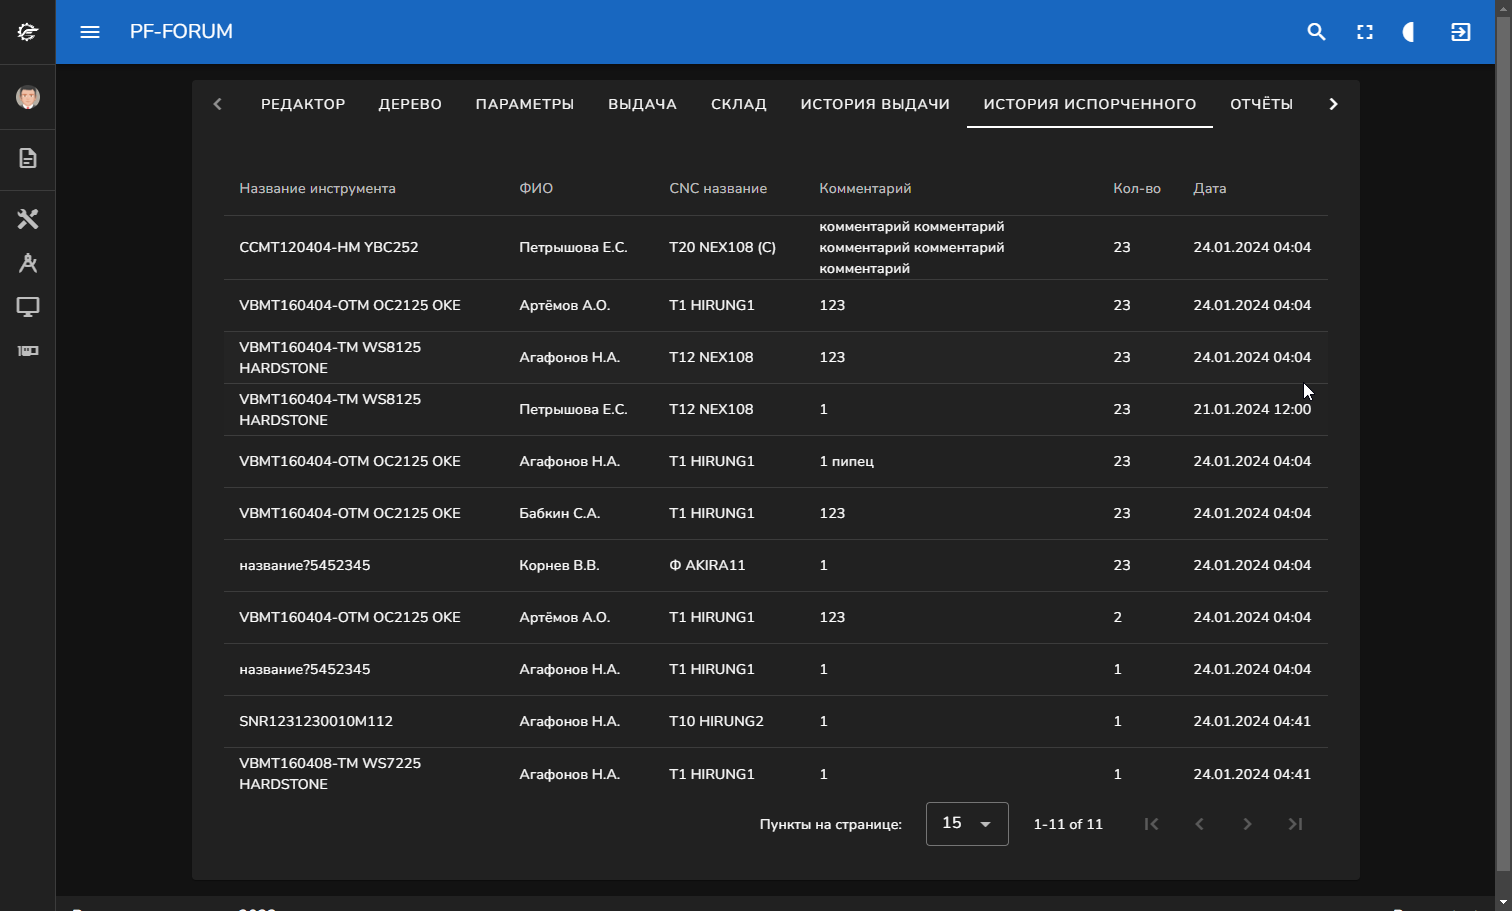 PF-FORUM
РЕДАКТОР ДЕРЕВО ПАРАМЕТРЫ ВЫДАЧА СКЛАД ИСТОРИЯ ВЫДАЧИ ИСТОРИЯ ИСПОРЧЕННОГО ОТЧЁТЫ
Название инструмента ФИО CNC название Комментарий Кол-во Дата
CCMT120404-HM YBC252 Петрышова Е.С. T20 NEX108 (C) комментарий комментарий
комментарий комментарий
комментарий 23 24.01.2024 04:04
VBMT160404-OTM OC2125 OKE Артёмов А.О. T1 HIRUNG1 123 23 24.01.2024 04:04
VBMT160404-TM WS8125
HARDSTONE Агафонов Н.А. T12 NEX108 123 23 24.01.2024 04:04
VBMT160404-TM WS8125
HARDSTONE Петрышова Е.С. T12 NEX108 1 23 21.01.2024 12:00
VBMT160404-OTM OC2125 OKE Агафонов Н.А. T1 HIRUNG1 1 пипец 23 24.01.2024 04:04
VBMT160404-OTM OC2125 OKE Бабкин С.А. T1 HIRUNG1 123 23 24.01.2024 04:04
название?5452345 Корнев В.В. Ф AKIRA11 1 23 24.01.2024 04:04
VBMT160404-OTM OC2125 OKE Артёмов А.О. T1 HIRUNG1 123 2 24.01.2024 04:04
название?5452345 Агафонов Н.А. T1 HIRUNG1 1 1 24.01.2024 04:04
SNR1231230010M112 Агафонов Н.А. T10 HIRUNG2 1 1 24.01.2024 04:41
VBMT160408-TM WS7225
HARDSTONE Агафонов Н.А. T1 HIRUNG1 1 1 24.01.2024 04:41
Пункты на странице: 15 1-11 of 11